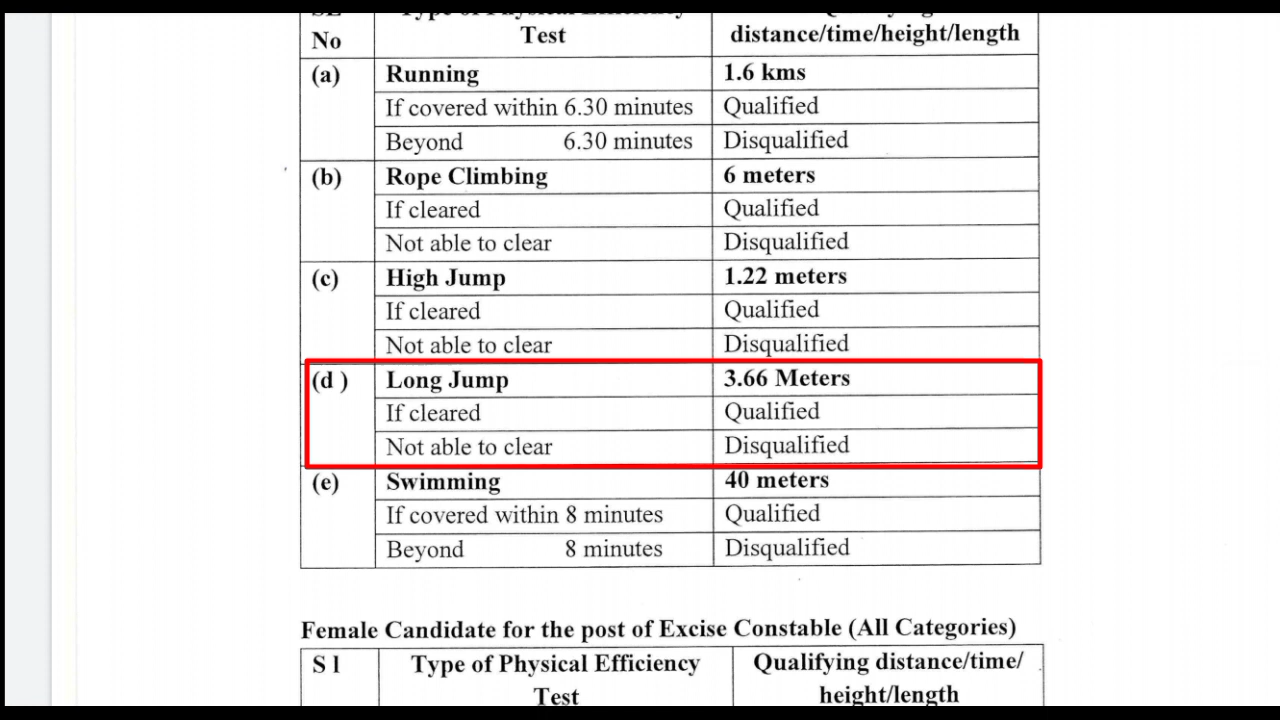 No Test distance/time/height/length
(a) Running 1.6 kms
If covered within 6.30 minutes Qualified
Beyond 6.30 minutes Disqualified
(b) Rope Climbing 6 meters
If cleared Qualified
Not able to clear Disqualified
(c) High Jump 1.22 meters
If cleared Qualified
Not able to clear Disqualified
(d ) Long Jump 3.66 Meters
If cleared Qualified
Not able to clear Disqualified
(e) Swimming 40 meters
If covered within 8 minutes Qualified
Beyond 8 minutes Disqualified
Female Candidate for the post of Excise Constable (All Categories)
S l Type of Physical Efficiency Qualifying distance/time/
Test height/length